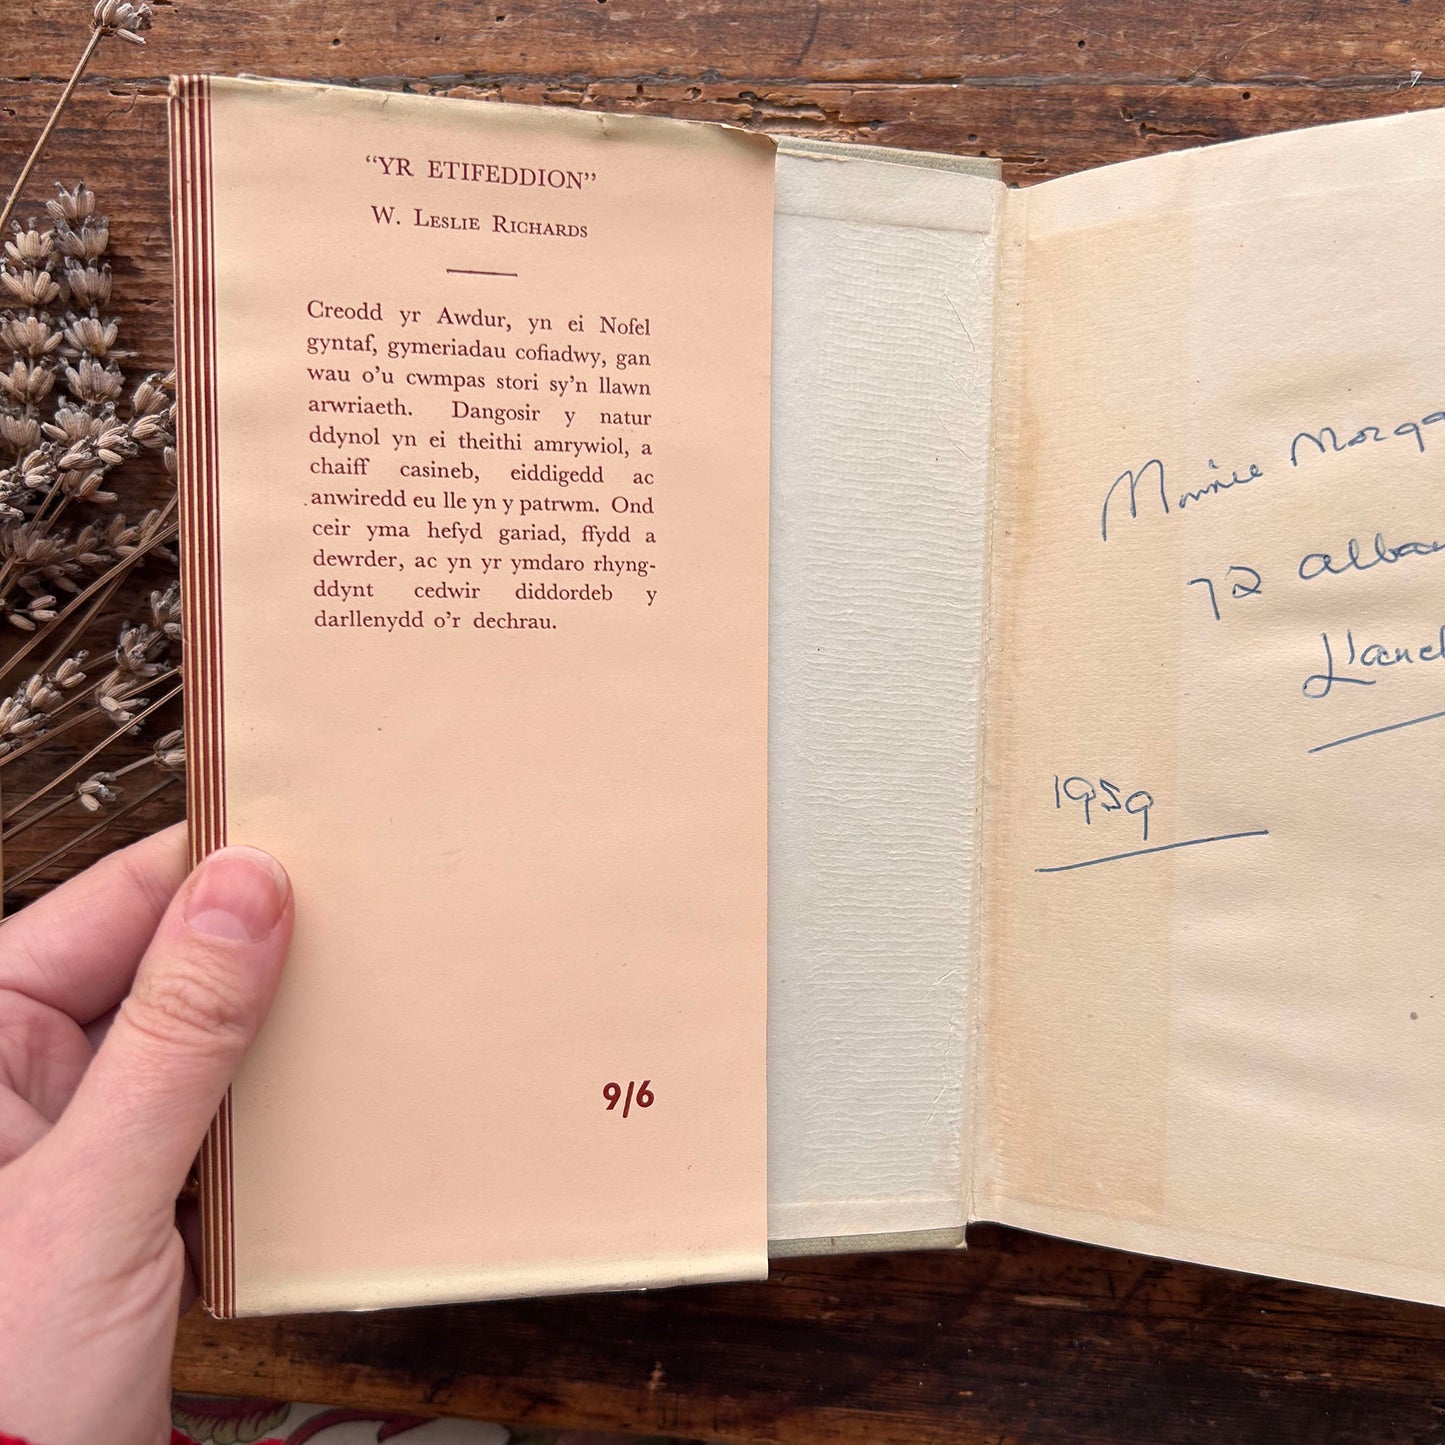 “YR ETIFEDDION”
W. Leslie Richards
Creodd yr Awdur, yn ei Nofel
gyntaf, gymeriadau cofiadwy, gan
wau o’u cwmpas stori sy’n llawn
arwriaeth. Dangosir y natur
ddynol yn ei theithi amrywiol, a
chaiff casineb, eiddigedd ac
anwiredd eu lle yn y patrwm. Ond
ceir yma hefyd gariad, ffydd a
dewrder, ac yn yr ymdaro rhyng-
ddynt cedwir diddordeb y
darllenydd o’r dechrau.
9/6
72
1959